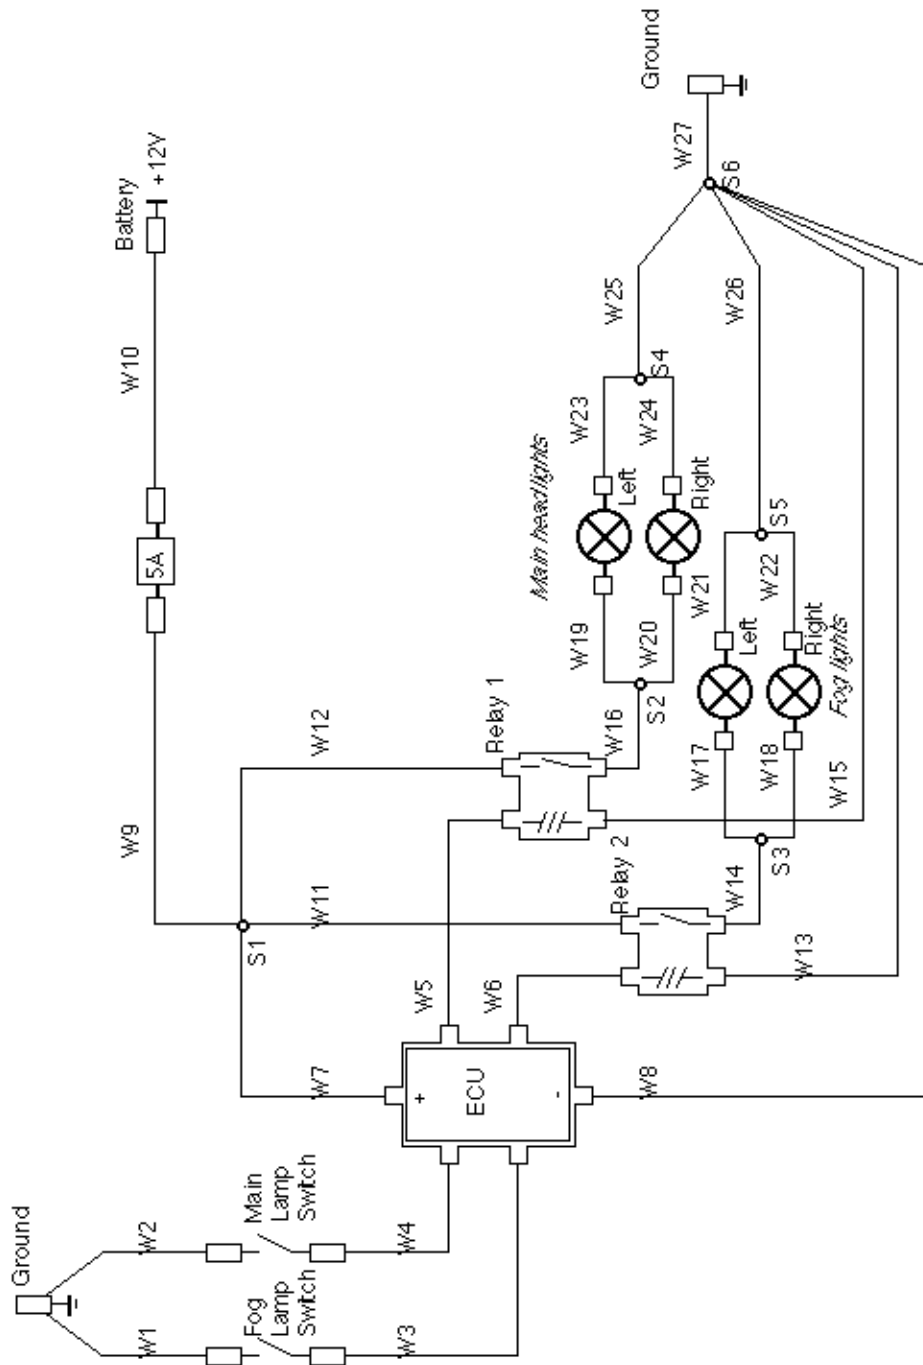 Ground
W27
S6
Battery
+12V
W10
5A
W9
W25
W26
S4
W23
W24
Main headlights
Left
Right
S5
W19
W20
W21
W22
Left
Right
Fog lights
W12
Relay 1
W16
S2
W17
W18
W15
S1
W11
Relay 2
W14
S3
W13
W5
W6
W7
+
ECU
-
W8
Ground
W2
Main
Lamp
Switch
W4
W1
Fog
Lamp
Switch
W3